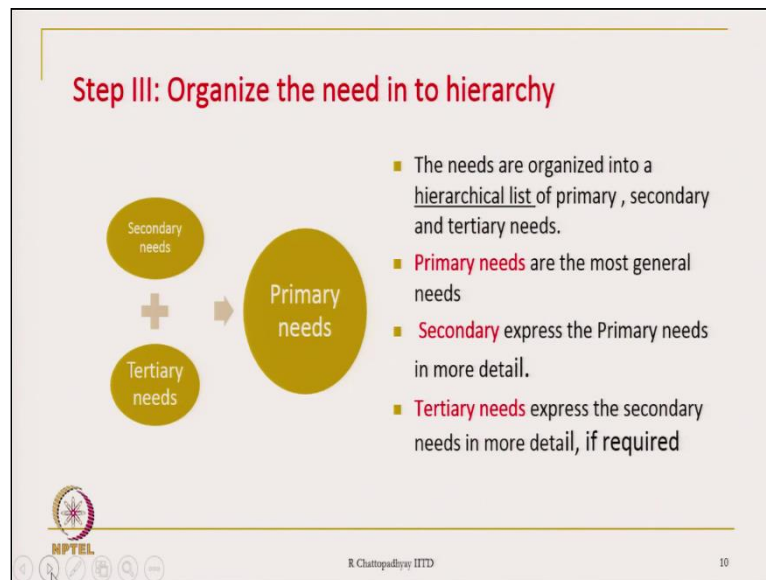 Step III: Organize the need in to hierarchy
Secondary
needs
Tertiary
needs
Primary
needs
The needs are organized into a
hierarchical list of primary , secondary
and tertiary needs.
Primary needs are the most general
needs
Secondary express the Primary needs
in more detail.
Tertiary needs express the secondary
needs in more detail, if required
NPTEL
R Chattopadhyay IITD
10